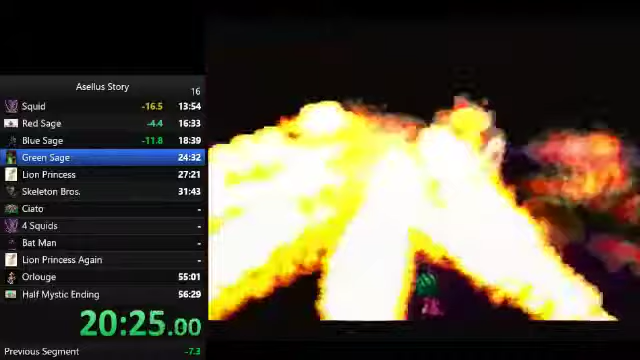 Asellus Story
16
Squid -16.5 13:54
Red Sage -4.4 16:33
Blue Sage -11.8 18:39
Green Sage 24:32
Lion Princess 27:21
Skeleton Bros. 31:43
Ciato -
4 Squids -
Bat Man -
Lion Princess Again -
Orlouge 55:01
Half Mystic Ending 56:29
20:25.00
Previous Segment -7.3